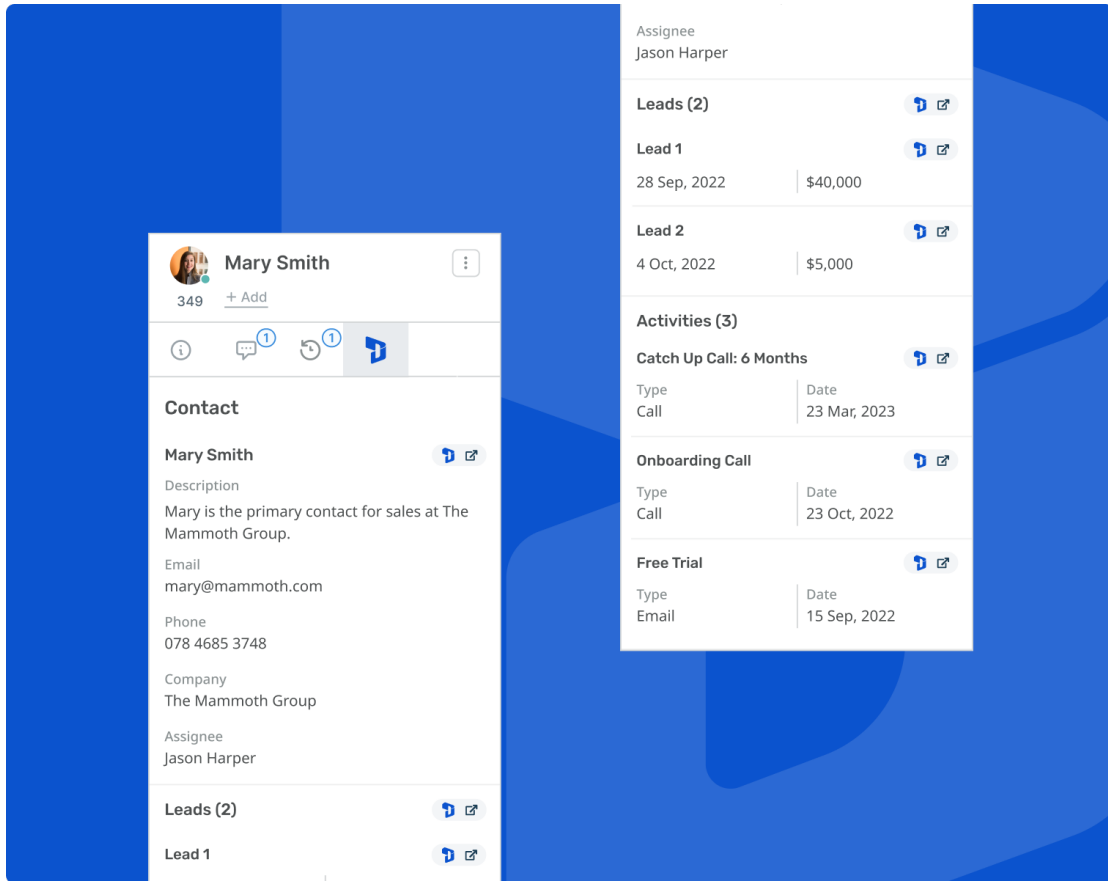 Mary Smith
349
+ Add
1
1
Contact
Mary Smith
Description
Mary is the primary contact for sales at The
Mammoth Group.
Email
mary@mammoth.com
Phone
078 4685 3748
Company
The Mammoth Group
Assignee
Jason Harper
Leads (2)
Lead 1
Assignee
Jason Harper
Leads (2)
Lead 1
28 Sep, 2022 $40,000
Lead 2
4 Oct, 2022 $5,000
Activities (3)
Catch Up Call: 6 Months
Type Date
Call 23 Mar, 2023
Onboarding Call
Type Date
Call 23 Oct, 2022
Free Trial
Type Date
Email 15 Sep, 2022